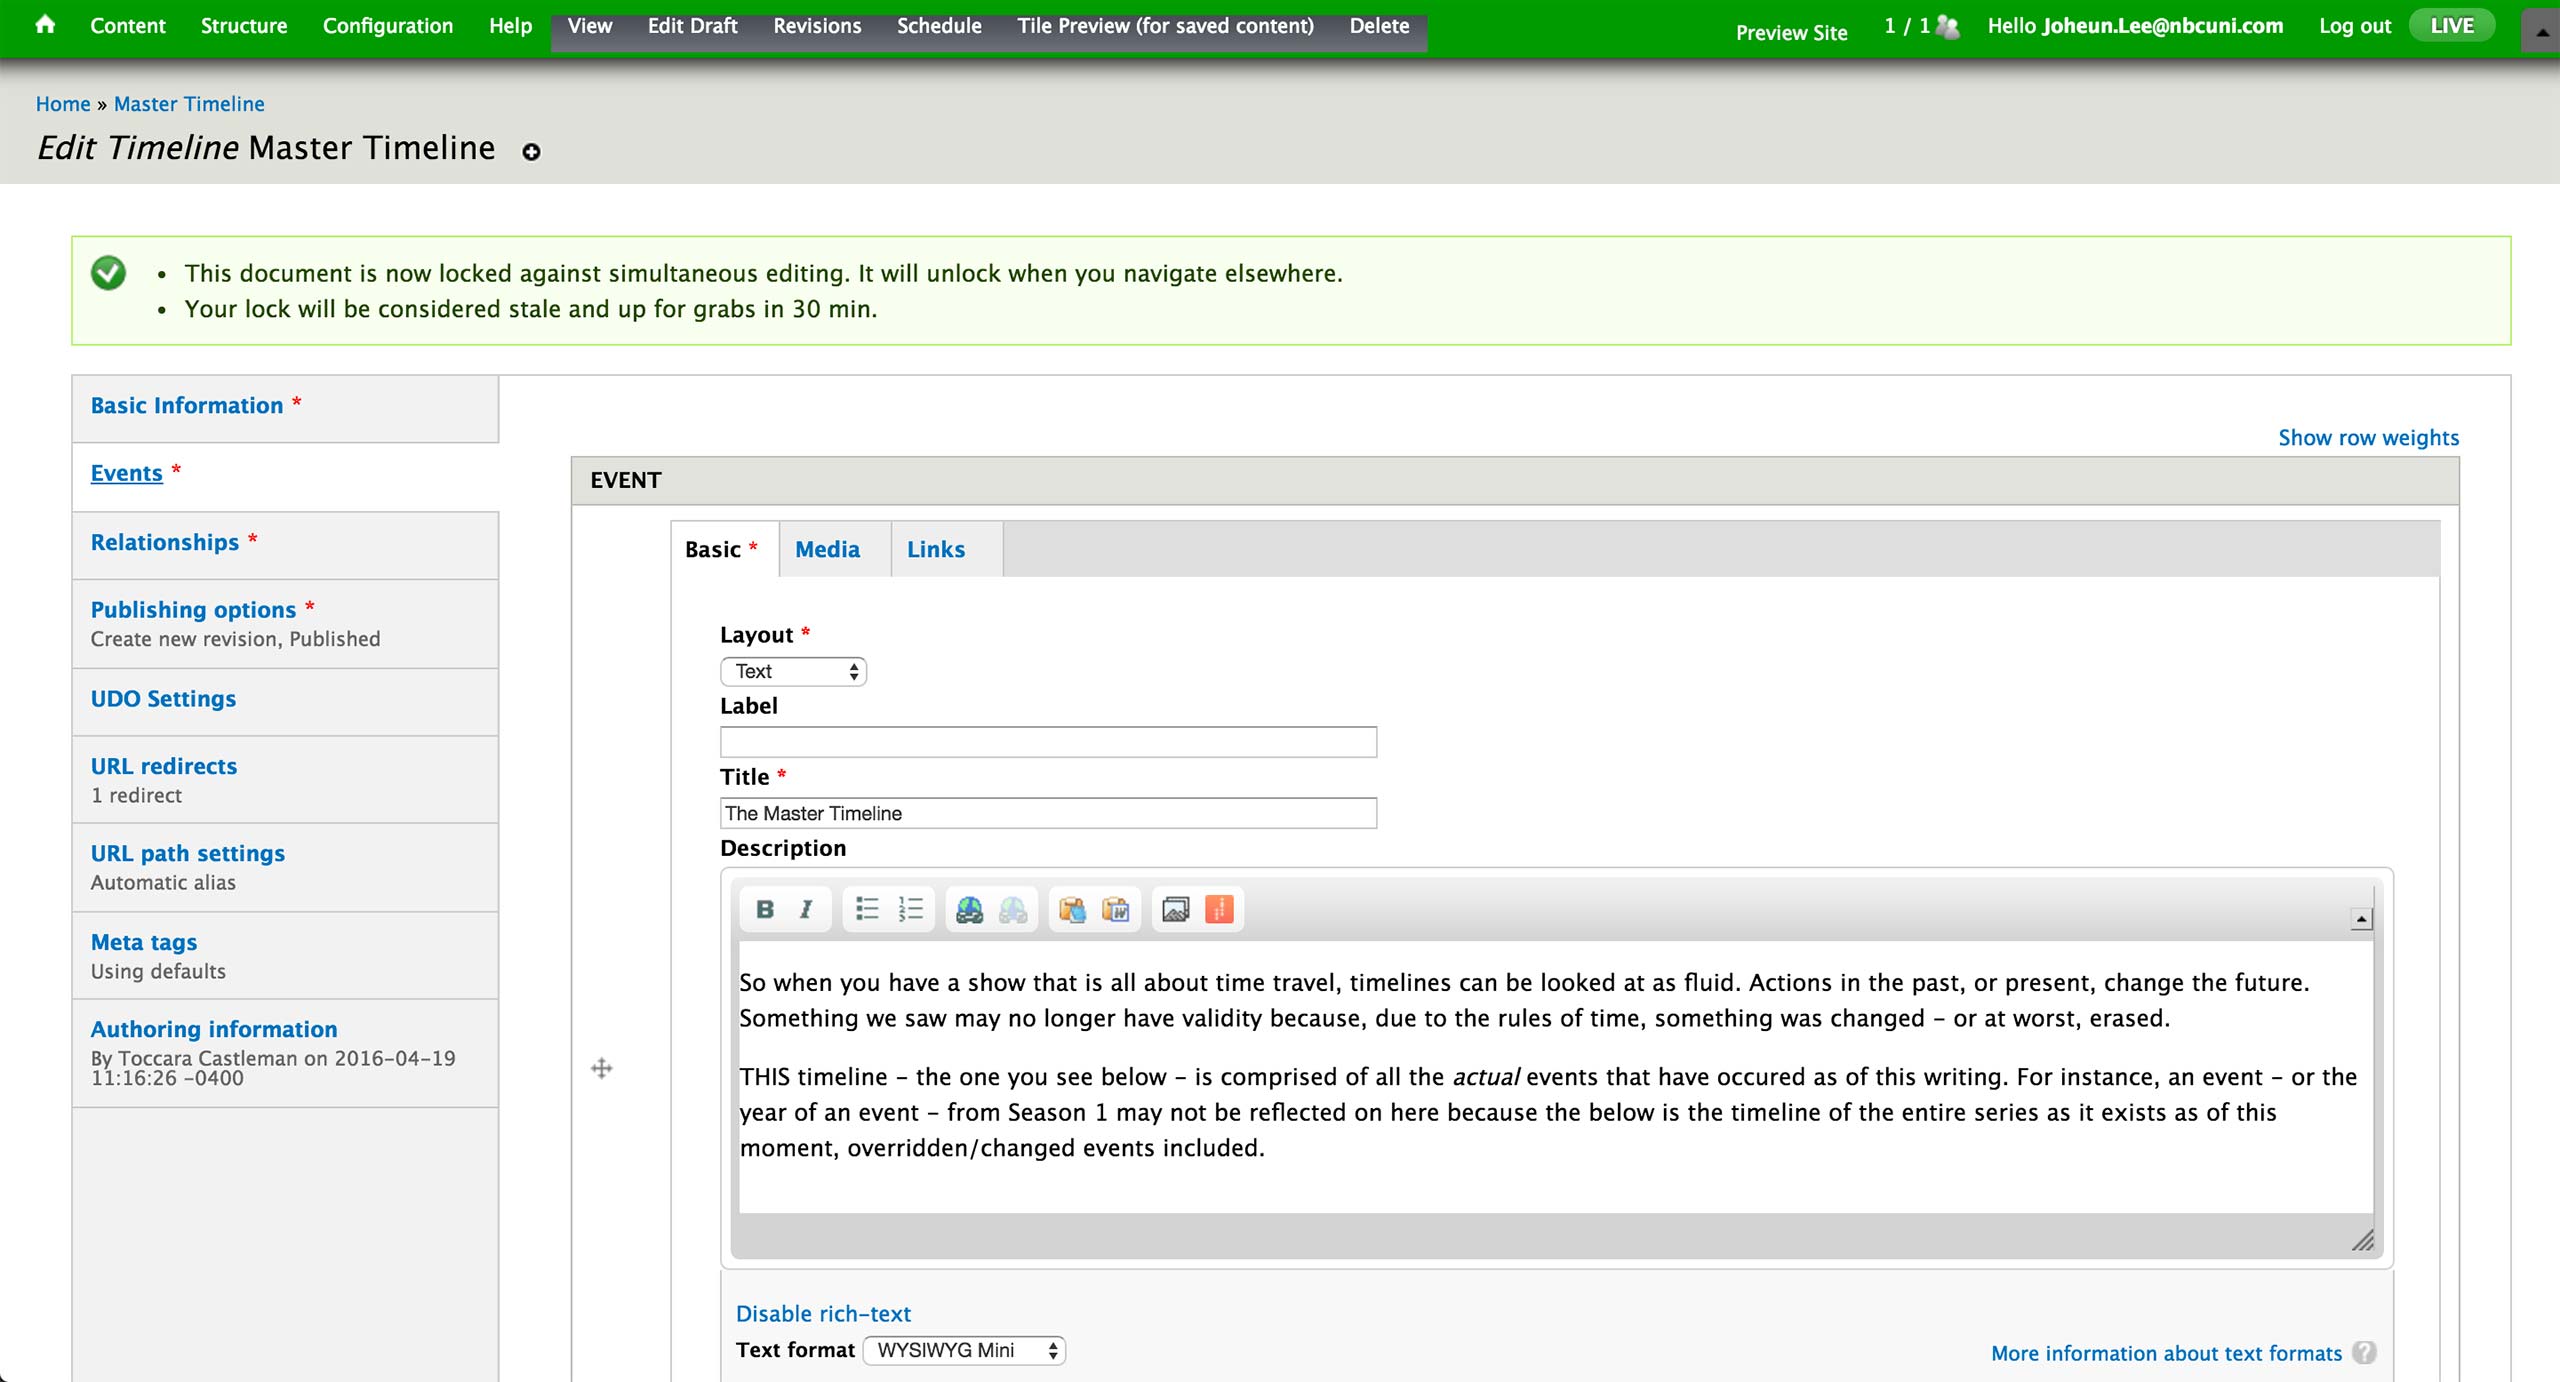 Content Structure Configuration Help View Edit Draft Revisions Schedule Tile Preview (for saved content) Delete Preview Site 1 / 1 Hello Joheun.Lee@nbcuni.com Log out LIVE
Home » Master Timeline
Edit Timeline Master Timeline
This document is now locked against simultaneous editing. It will unlock when you navigate elsewhere.
Your lock will be considered stale and up for grabs in 30 min.
Basic Information *
Events *
Relationships *
Publishing options *
Create new revision, Published
UDO Settings
URL redirects
1 redirect
URL path settings
Automatic alias
Meta tags
Using defaults
Authoring information
By Toccara Castleman on 2016-04-19
11:16:26 -0400
Show row weights
EVENT
Basic * Media Links
Layout *
Text
Label
Title *
The Master Timeline
Description
B I
So when you have a show that is all about time travel, timelines can be looked at as fluid. Actions in the past, or present, change the future.
Something we saw may no longer have validity because, due to the rules of time, something was changed – or at worst, erased.
THIS timeline – the one you see below – is comprised of all the actual events that have occured as of this writing. For instance, an event – or the
year of an event – from Season 1 may not be reflected on here because the below is the timeline of the entire series as it exists as of this
moment, overridden/changed events included.
Disable rich-text
Text format WYSIWYG Mini
More information about text formats ?